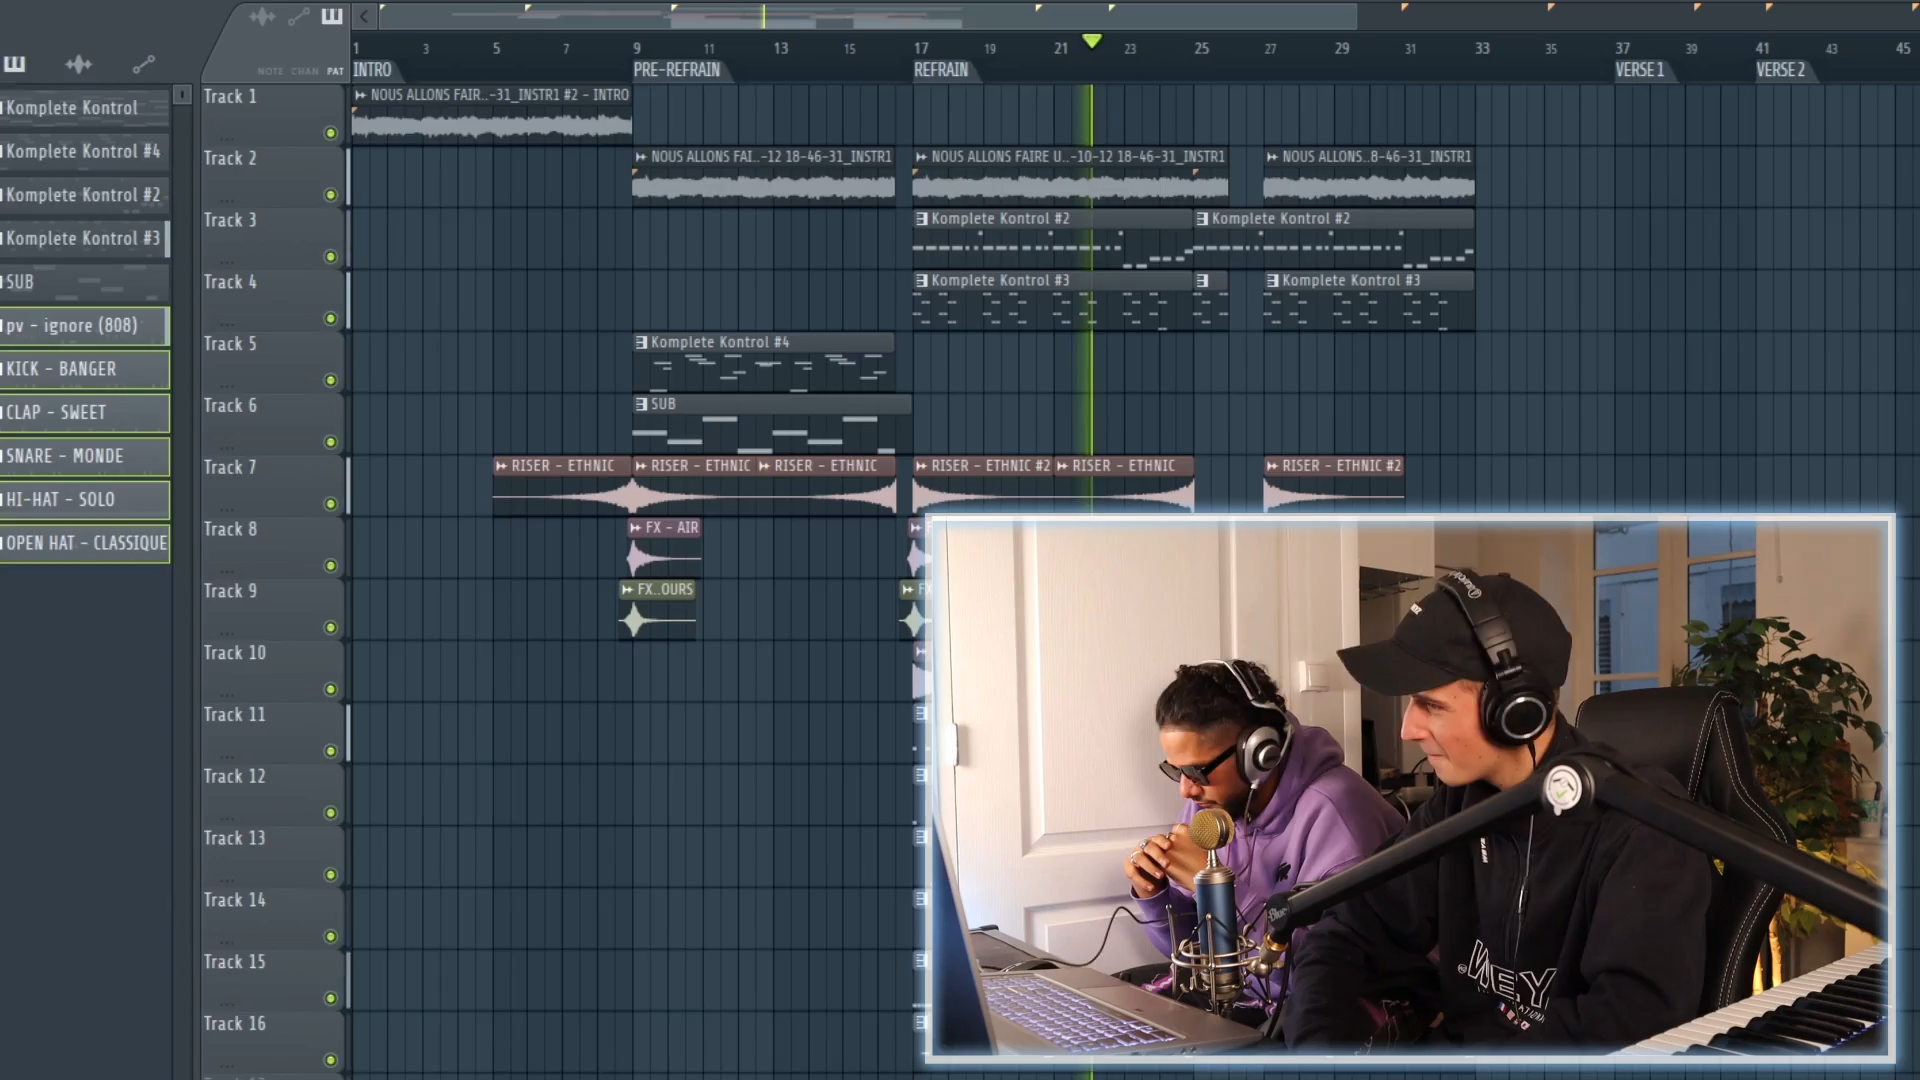 NOTE CHAN PAT
1 3 5 7 9 11 13 15 17 19 21 23 25 27 29 31 33 35 37 39 41 43 45
INTRO PRE-REFRAIN REFRAIN VERSE 1 VERSE 2
Komplete Kontrol
Komplete Kontrol #4
Komplete Kontrol #2
Komplete Kontrol #3
SUB
pv - ignore (808)
KICK - BANGER
CLAP - SWEET
SNARE - MONDE
HI-HAT - SOLO
OPEN HAT - CLASSIQUE
Track 1
NOUS ALLONS FAIR..-31_INSTR1 #2 - INTRO
Track 2
NOUS ALLONS FAI..-12 18-46-31_INSTR1
NOUS ALLONS FAIRE U..-10-12 18-46-31_INSTR1
NOUS ALLONS..8-46-31_INSTR1
Track 3
Komplete Kontrol #2
Komplete Kontrol #2
Track 4
Komplete Kontrol #3
Komplete Kontrol #3
Track 5
Komplete Kontrol #4
Track 6
SUB
Track 7
RISER - ETHNIC
RISER - ETHNIC
RISER - ETHNIC
RISER - ETHNIC #2
RISER - ETHNIC
RISER - ETHNIC #2
Track 8
FX - AIR
Track 9
FX..OURS
Track 10
Track 11
Track 12
Track 13
Track 14
Track 15
Track 16
Blue